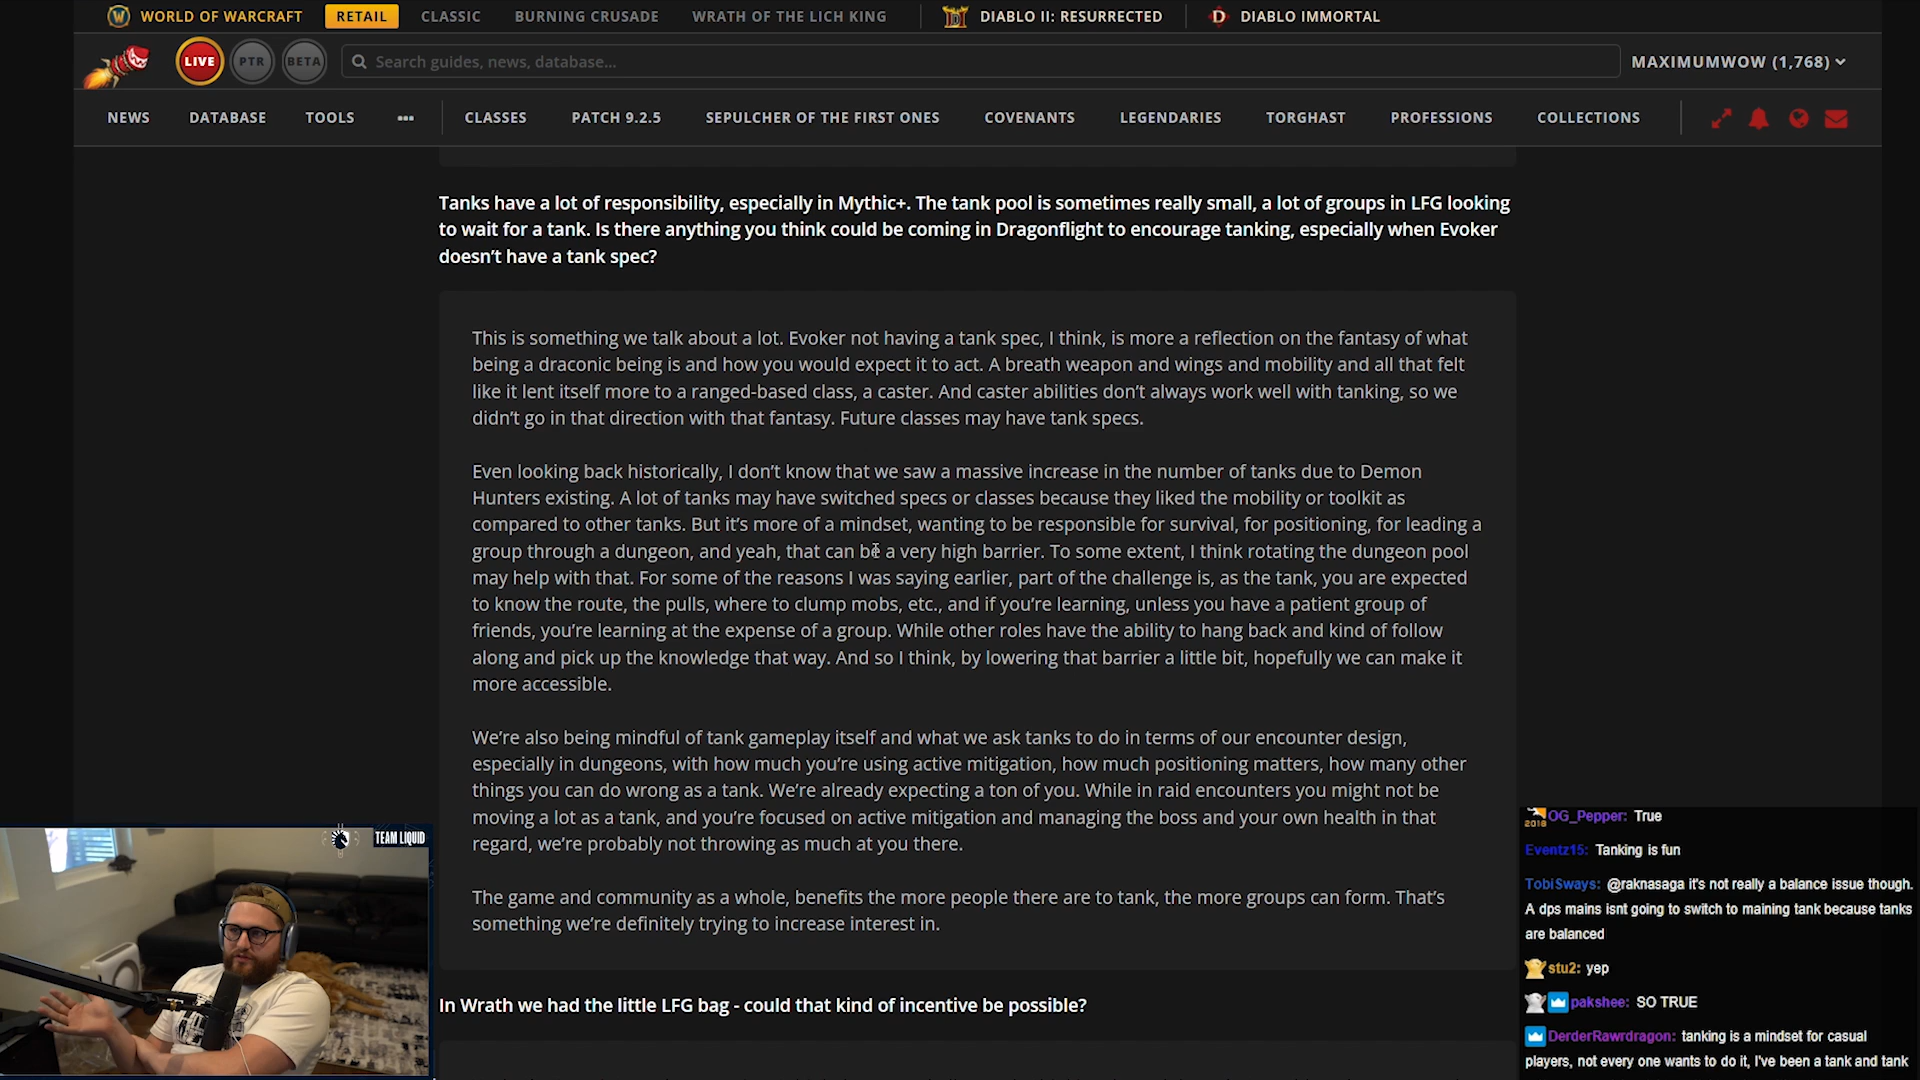 WORLD OF WARCRAFT RETAIL CLASSIC BURNING CRUSADE WRATH OF THE LICH KING DIABLO II: RESURRECTED DIABLO IMMORTAL
LIVE PTR BETA Search guides, news, database... MAXIMUMWOW (1,768)
NEWS DATABASE TOOLS ••• CLASSES PATCH 9.2.5 SEPULCHER OF THE FIRST ONES COVENANTS LEGENDARIES TORGHAST PROFESSIONS COLLECTIONS
Tanks have a lot of responsibility, especially in Mythic+. The tank pool is sometimes really small, a lot of groups in LFG looking
to wait for a tank. Is there anything you think could be coming in Dragonflight to encourage tanking, especially when Evoker
doesn't have a tank spec?
This is something we talk about a lot. Evoker not having a tank spec, I think, is more a reflection on the fantasy of what
being a draconic being is and how you would expect it to act. A breath weapon and wings and mobility and all that felt
like it lent itself more to a ranged-based class, a caster. And caster abilities don't always work well with tanking, so we
didn't go in that direction with that fantasy. Future classes may have tank specs.
Even looking back historically, I don't know that we saw a massive increase in the number of tanks due to Demon
Hunters existing. A lot of tanks may have switched specs or classes because they liked the mobility or toolkit as
compared to other tanks. But it's more of a mindset, wanting to be responsible for survival, for positioning, for leading a
group through a dungeon, and yeah, that can be a very high barrier. To some extent, I think rotating the dungeon pool
may help with that. For some of the reasons I was saying earlier, part of the challenge is, as the tank, you are expected
to know the route, the pulls, where to clump mobs, etc., and if you're learning, unless you have a patient group of
friends, you're learning at the expense of a group. While other roles have the ability to hang back and kind of follow
along and pick up the knowledge that way. And so I think, by lowering that barrier a little bit, hopefully we can make it
more accessible.
We're also being mindful of tank gameplay itself and what we ask tanks to do in terms of our encounter design,
especially in dungeons, with how much you're using active mitigation, how much positioning matters, how many other
things you can do wrong as a tank. We're already expecting a ton of you. While in raid encounters you might not be
moving a lot as a tank, and you're focused on active mitigation and managing the boss and your own health in that
regard, we're probably not throwing as much at you there.
The game and community as a whole, benefits the more people there are to tank, the more groups can form. That's
something we're definitely trying to increase interest in.
In Wrath we had the little LFG bag - could that kind of incentive be possible?
TEAM LIQUID
2018 OG_Pepper: True
Eventz15: Tanking is fun
TobiSways: @raknasaga it's not really a balance issue though.
A dps mains isnt going to switch to maining tank because tanks
are balanced
stu2: yep
pakshee: SO TRUE
DerderRawrdragon: tanking is a mindset for casual
players, not every one wants to do it, I've been a tank and tank